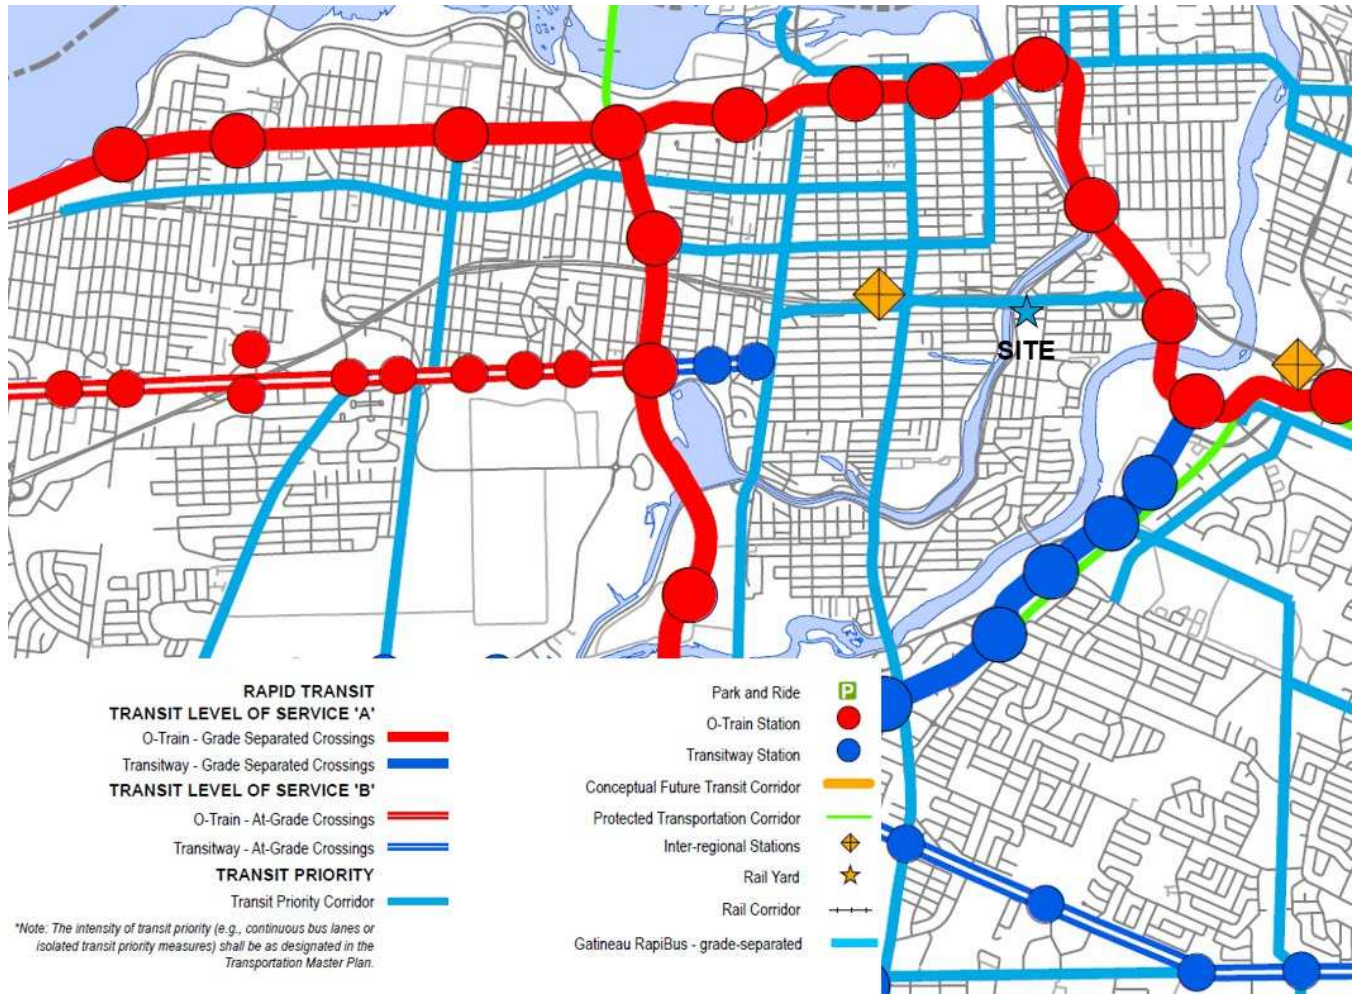 SITE
RAPID TRANSIT
TRANSIT LEVEL OF SERVICE 'A'
O-Train - Grade Separated Crossings
Transitway - Grade Separated Crossings
TRANSIT LEVEL OF SERVICE 'B'
O-Train - At-Grade Crossings
Transitway - At-Grade Crossings
TRANSIT PRIORITY
Transit Priority Corridor
*Note: The intensity of transit priority (e.g., continuous bus lanes or
isolated transit priority measures) shall be as designated in the
Transportation Master Plan.
Park and Ride P
O-Train Station
Transitway Station
Conceptual Future Transit Corridor
Protected Transportation Corridor
Inter-regional Stations
Rail Yard
Rail Corridor
Gatineau RapiBus - grade-separated